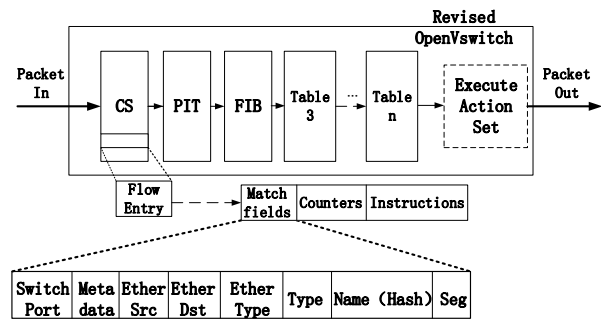 Revised
OpenVswitch
Packet
In
CS
PIT
FIB
Table
3
...
Table
n
Execute
Action
Set
Packet
Out
Flow
Entry
Match
fields
Counters
Instructions
Switch
Port
Meta
data
Ether
Src
Ether
Dst
Ether
Type
Type
Name (Hash)
Seg